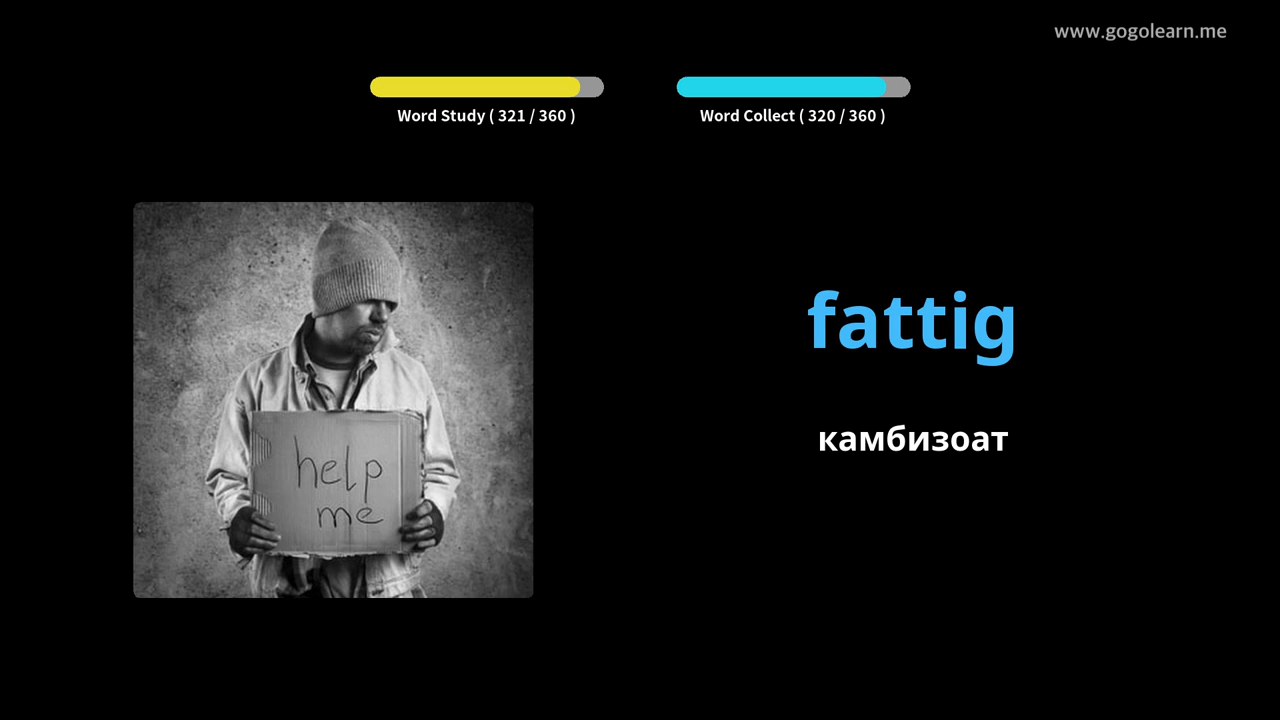 www.gogolearn.me
Word Study ( 321 / 360 )
Word Collect ( 320 / 360 )
fattig
камбизоат
help
me